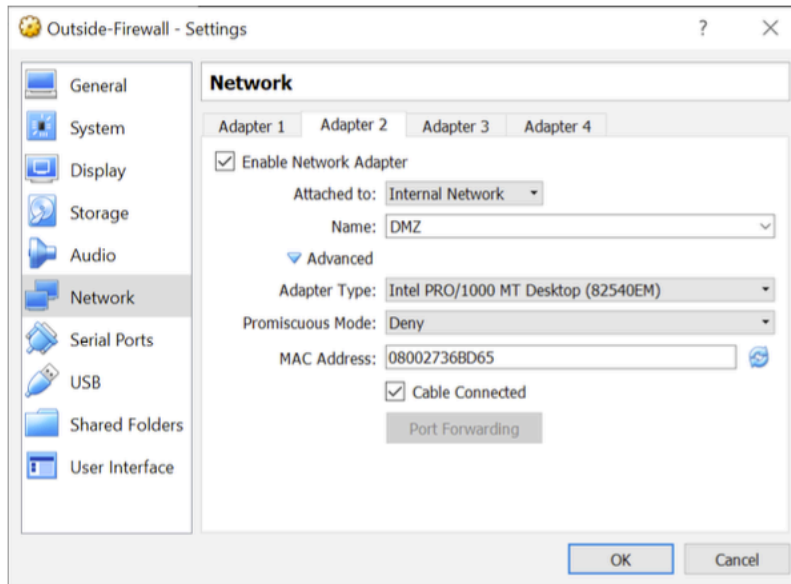 Outside-Firewall - Settings
?
General
System
Display
Storage
Audio
Network
Serial Ports
USB
Shared Folders
User Interface
Network
Adapter 1 Adapter 2 Adapter 3 Adapter 4
Enable Network Adapter
Attached to: Internal Network
Name: DMZ
Advanced
Adapter Type: Intel PRO/1000 MT Desktop (82540EM)
Promiscuous Mode: Deny
MAC Address: 08002736BD65
Cable Connected
Port Forwarding
OK Cancel